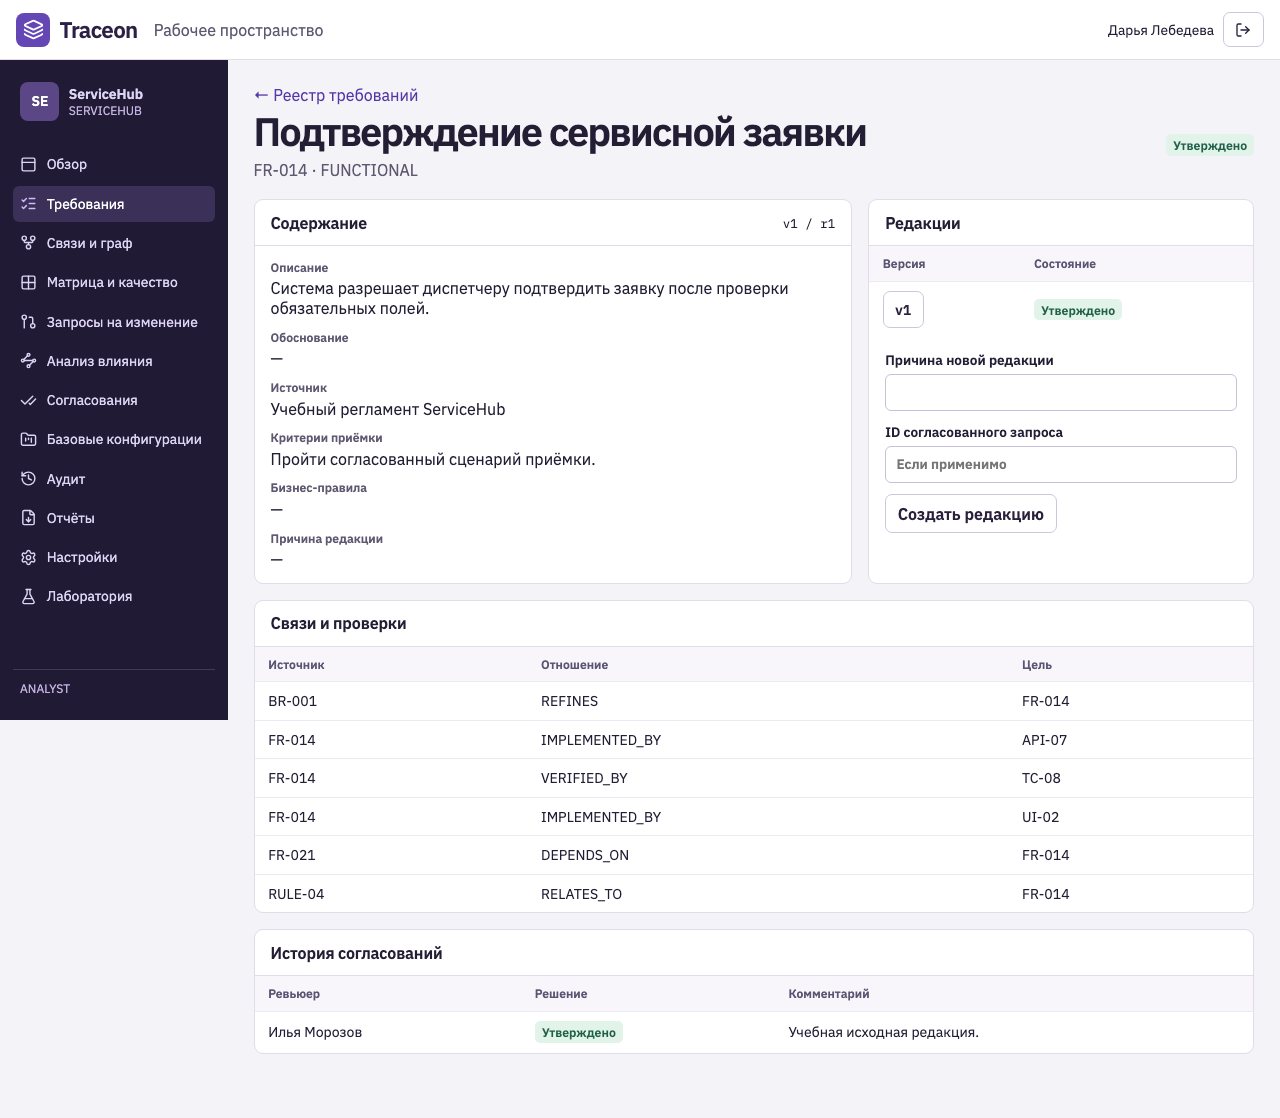 Traceon
Рабочее пространство
Дарья Лебедева
SE
ServiceHub
SERVICEHUB
Обзор
Требования
Связи и граф
Матрица и качество
Запросы на изменение
Анализ влияния
Согласования
Базовые конфигурации
Аудит
Отчёты
Настройки
Лаборатория
ANALYST
← Реестр требований
Подтверждение сервисной заявки
FR-014 · FUNCTIONAL
Утверждено
Содержание
v1 / r1
Описание
Система разрешает диспетчеру подтвердить заявку после проверки
обязательных полей.
Обоснование
—
Источник
Учебный регламент ServiceHub
Критерии приёмки
Пройти согласованный сценарий приёмки.
Бизнес-правила
—
Причина редакции
—
Редакции
Версия Состояние
v1 Утверждено
Причина новой редакции
ID согласованного запроса
Если применимо
Создать редакцию
Связи и проверки
Источник Отношение Цель
BR-001 REFINES FR-014
FR-014 IMPLEMENTED_BY API-07
FR-014 VERIFIED_BY TC-08
FR-014 IMPLEMENTED_BY UI-02
FR-021 DEPENDS_ON FR-014
RULE-04 RELATES_TO FR-014
История согласований
Ревьюер Решение Комментарий
Илья Морозов Утверждено Учебная исходная редакция.